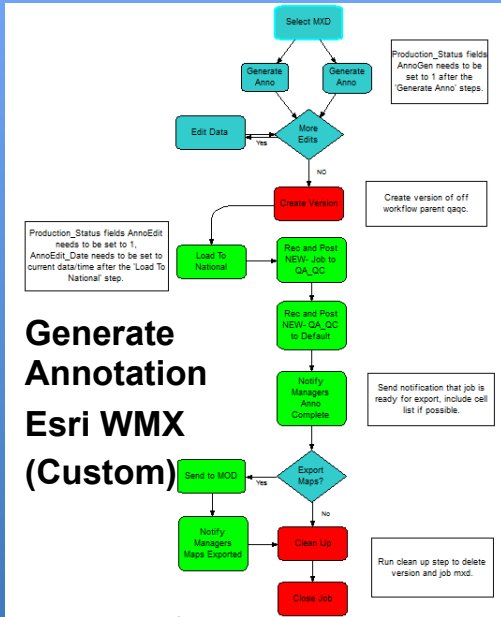 Select MXD
Generate
Anno
Generate
Anno
Production_Status fields
AnnoGen needs to be
set to 1 after the
'Generate Anno' steps.
Edit Data
More
Edits
Yes
NO
Create Version
Create version of off
workflow parent qaqc.
Production_Status fields AnnoEdit
needs to be set to 1,
AnnoEdit_Date needs to be set to
current data/time after the 'Load To
National' step.
Load To
National
Rec and Post
NEW- Job to
QA_QC
Rec and Post
NEW- QA_QC
to Default
Generate
Annotation
Esri WMX
(Custom)
Notify
Managers
Anno
Complete
Send notification that job is
ready for export, include cell
list if possible.
Send to MOD
Yes
Export
Maps?
No
Notify
Managers
Maps Exported
Clean Up
Run clean up step to delete
version and job mxd.
Close Job